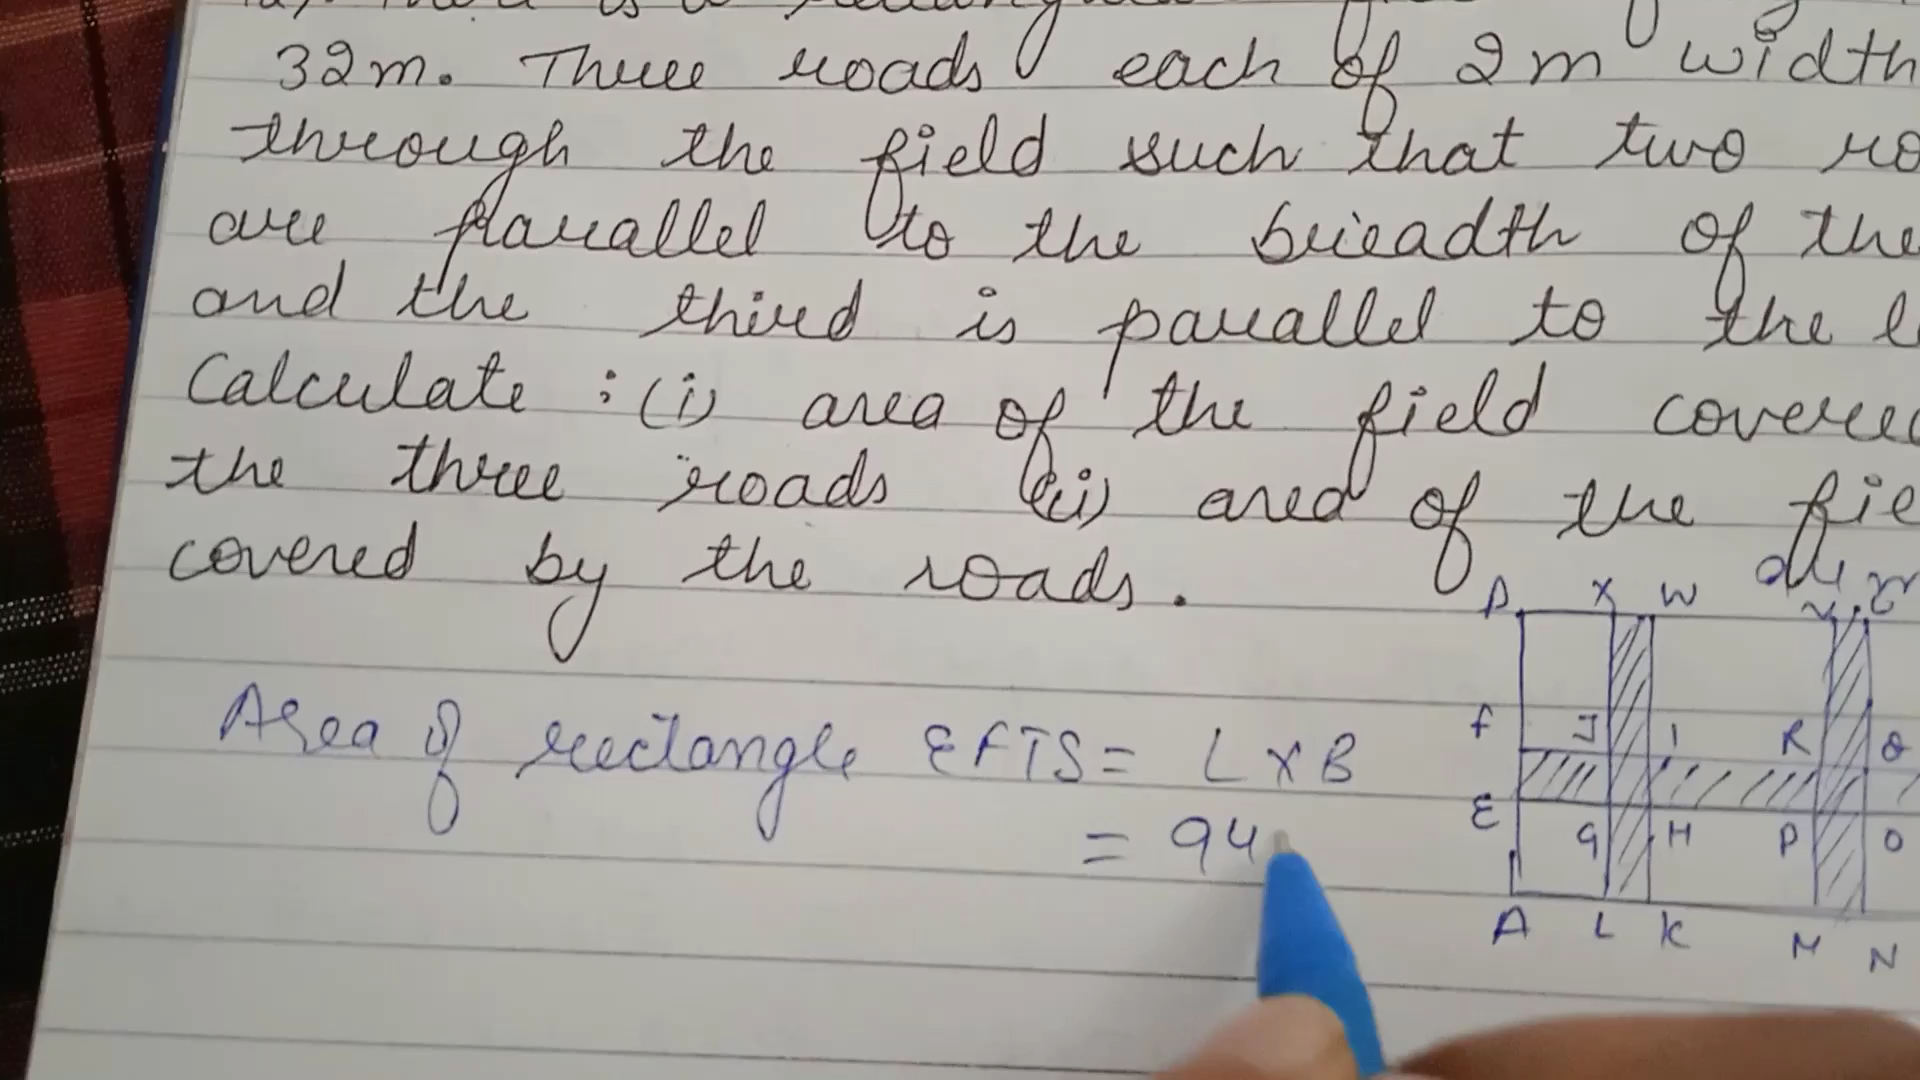 32m. Three roads each of 2m width
through the field such that two ro
are parallel to the breadth of the
and the third is parallel to the l
Calculate : (i) area of the field covered
the three roads (ii) area of the fie
covered by the roads.
D X W V
Area of rectangle EFTS = L X B
F J I R Q
= 94
E G H P O
A L K M N